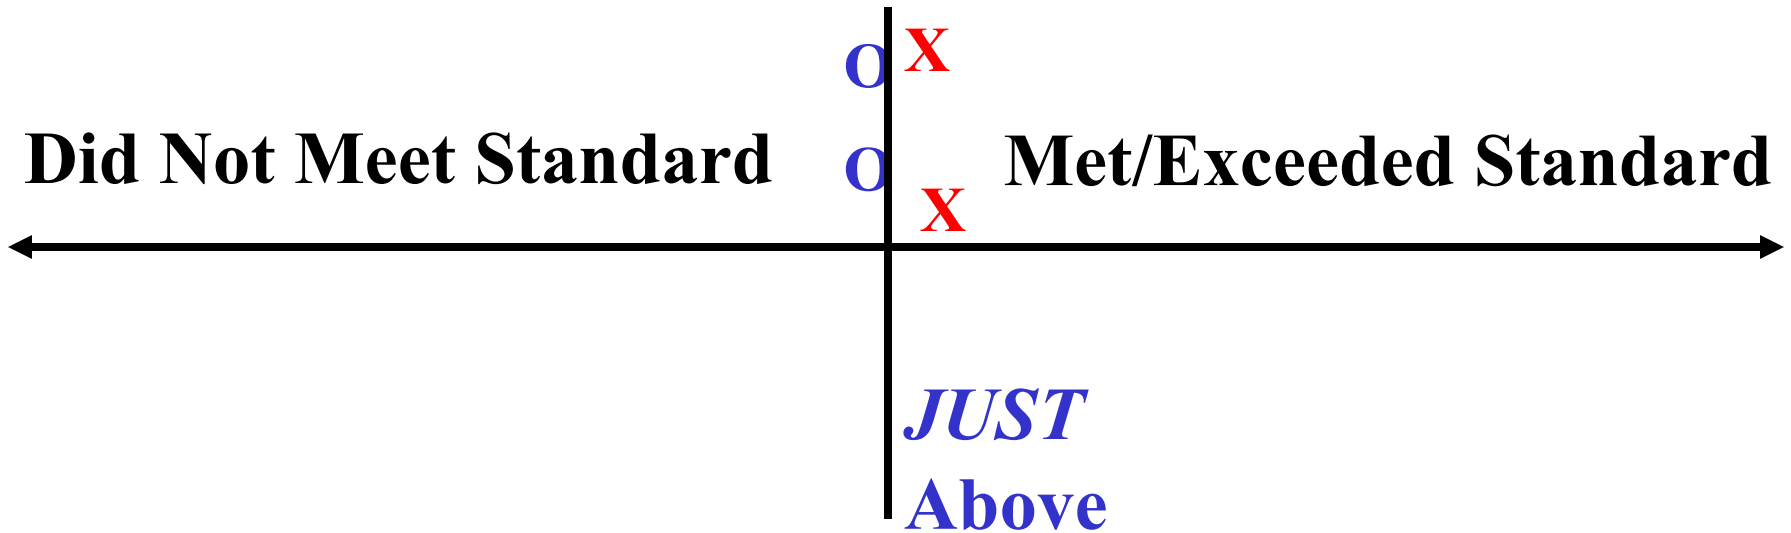 O X
Did Not Meet Standard O Met/Exceeded Standard
X
JUST
Above